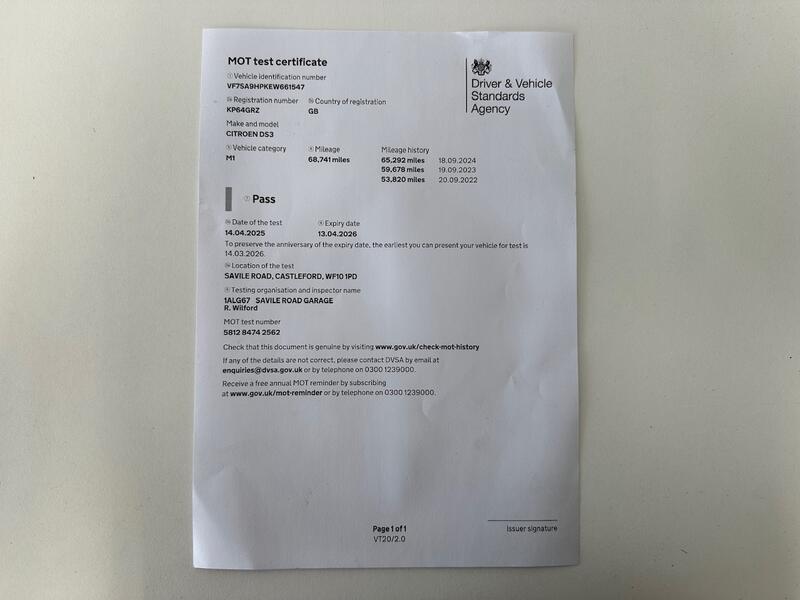 MOT test certificate
Driver & Vehicle
Standards
Agency
Vehicle identification number
VF7SA9HPKEW661547
Registration number Country of registration
KP64GRZ GB
Make and model
CITROEN DS3
Vehicle category Mileage Mileage history
M1 68,741 miles 65,292 miles 18.09.2024
59,678 miles 19.09.2023
53,820 miles 20.09.2022
Pass
Date of the test Expiry date
14.04.2025 13.04.2026
To preserve the anniversary of the expiry date, the earliest you can present your vehicle for test is
14.03.2026.
Location of the test
SAVILE ROAD, CASTLEFORD, WF10 1PD
Testing organisation and inspector name
1ALG67 SAVILE ROAD GARAGE
R. Wilford
MOT test number
5812 8474 2562
Check that this document is genuine by visiting www.gov.uk/check-mot-history
If any of the details are not correct, please contact DVSA by email at
enquiries@dvsa.gov.uk or by telephone on 0300 1239000.
Receive a free annual MOT reminder by subscribing
at www.gov.uk/mot-reminder or by telephone on 0300 1239000.
Page 1 of 1
VT20/2.0
Issuer signature